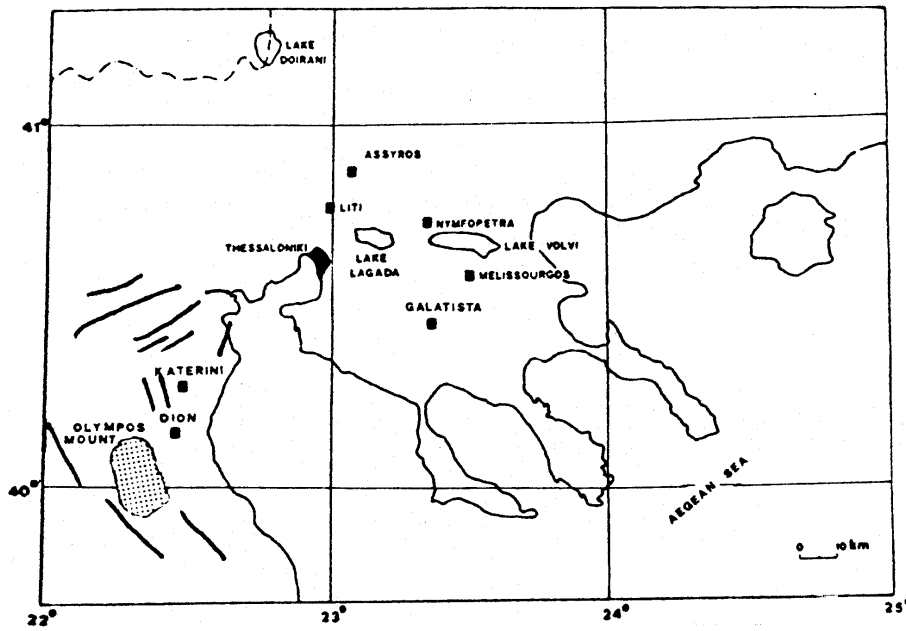 LAKE
DOIRANI
41°
ASSYROS
LITI
NYMFOPETRA
THESSALONIKI
LAKE VOLVI
LAKE
LAGADA
MELISSOURGOS
GALATISTA
KATERINI
DION
OLYMPOS
MOUNT
40°
AEGEAN SEA
0 10 km
22° 23° 24° 25°